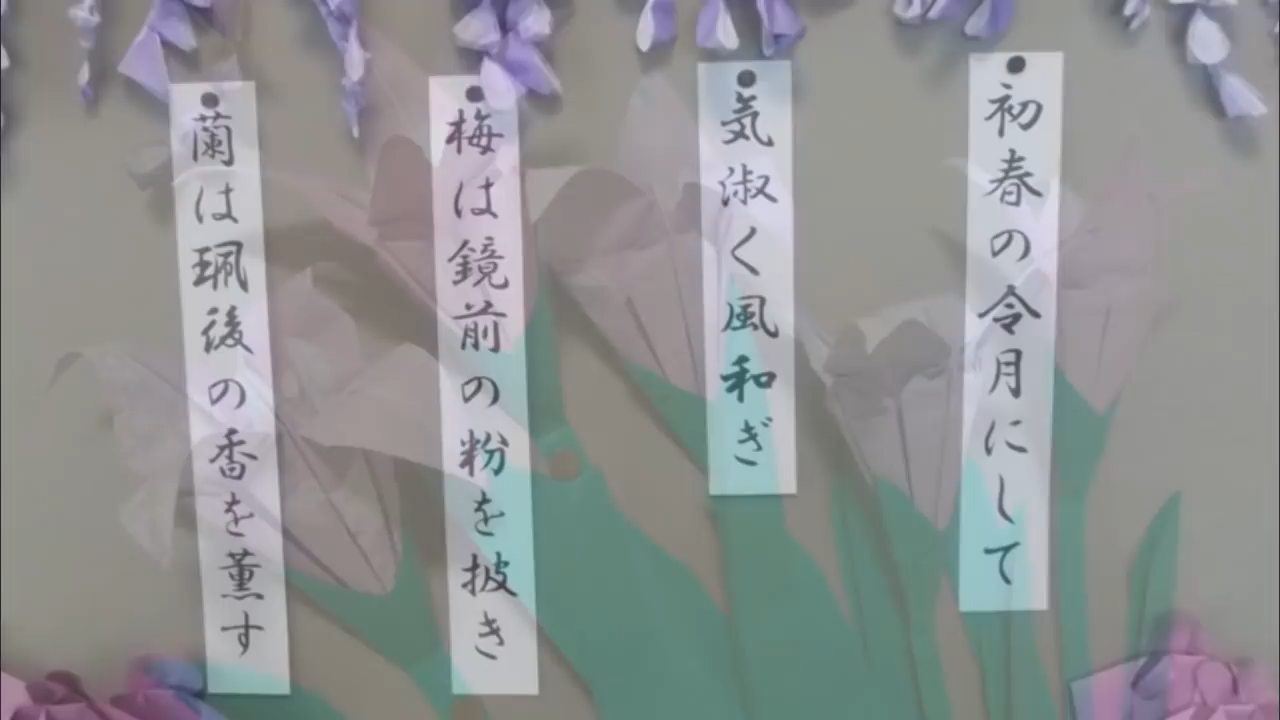 初春の令月にして
気淑く風和ぎ
梅は鏡前の粉を披き
蘭は珮後の香を薫す